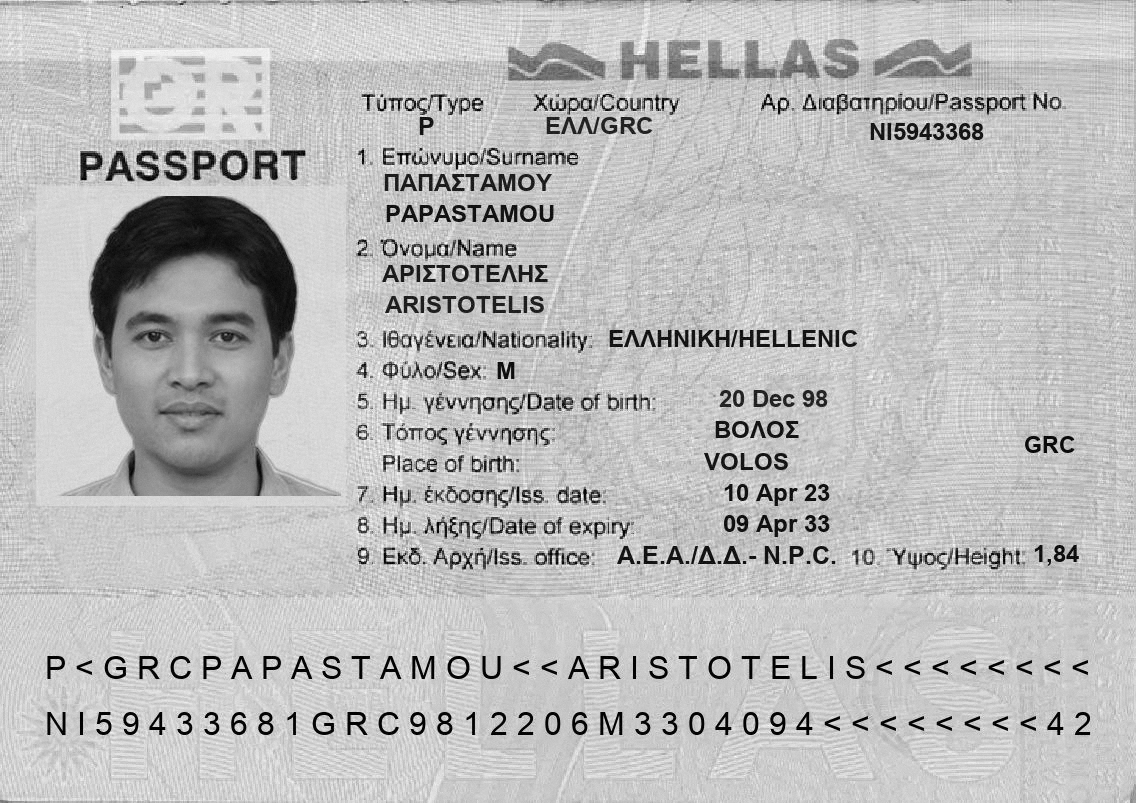 HELLAS
GR
PASSPORT
Τύπος/Type Χώρα/Country Αρ. Διαβατηρίου/Passport No.
P ΕΛΛ/GRC NI5943368
1. Επώνυμο/Surname
ΠΑΠΑΣΤΑΜΟΥ
PAPASTAMOU
2. Όνομα/Name
ΑΡΙΣΤΟΤΕΛΗΣ
ARISTOTELIS
3. Ιθαγένεια/Nationality: ΕΛΛΗΝΙΚΗ/HELLENIC
4. Φύλο/Sex: M
5. Ημ. γέννησης/Date of birth: 20 Dec 98
6. Τόπος γέννησης: ΒΟΛΟΣ
Place of birth: VOLOS GRC
7. Ημ. έκδοσης/Iss. date: 10 Apr 23
8. Ημ. λήξης/Date of expiry: 09 Apr 33
9. Εκδ. Αρχή/Iss. office: Α.Ε.Α./Δ.Δ.- N.P.C. 10. Ύψος/Height: 1,84
HELLAS
P<GRCPAPASTAMOU<<ARISTOTELIS<<<<<<<<
NI59433681GRC9812206M3304094<<<<<<<<42